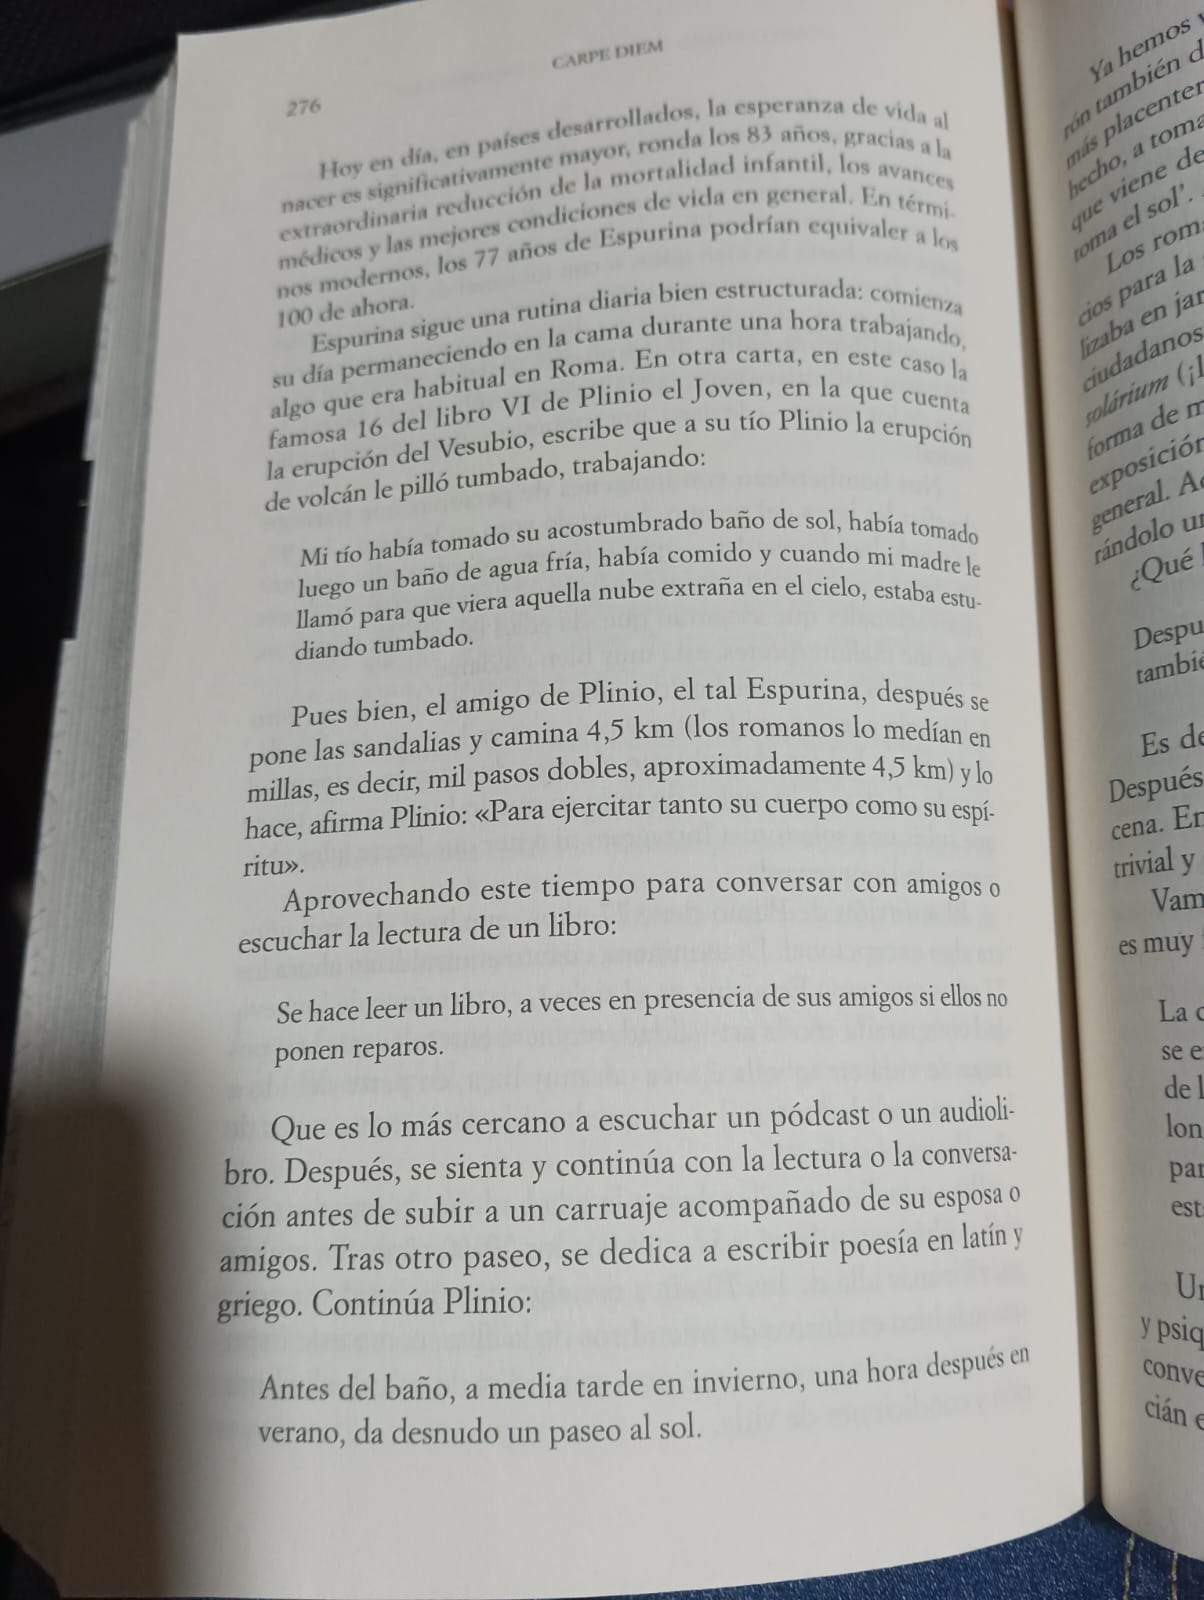 CARPE DIEM
276
Hoy en día, en países desarrollados, la esperanza de vida al
nacer es significativamente mayor, ronda los 83 años, gracias a la
extraordinaria reducción de la mortalidad infantil, los avances
médicos y las mejores condiciones de vida en general. En térmi-
nos modernos, los 77 años de Espurina podrían equivaler a los
100 de ahora.
Espurina sigue una rutina diaria bien estructurada: comienza
su día permaneciendo en la cama durante una hora trabajando,
algo que era habitual en Roma. En otra carta, en este caso la
famosa 16 del libro VI de Plinio el Joven, en la que cuenta
la erupción del Vesubio, escribe que a su tío Plinio la erupción
de volcán le pilló tumbado, trabajando:
Mi tío había tomado su acostumbrado baño de sol, había tomado
luego un baño de agua fría, había comido y cuando mi madre le
llamó para que viera aquella nube extraña en el cielo, estaba estu-
diando tumbado.
Pues bien, el amigo de Plinio, el tal Espurina, después se
pone las sandalias y camina 4,5 km (los romanos lo medían en
millas, es decir, mil pasos dobles, aproximadamente 4,5 km) y lo
hace, afirma Plinio: «Para ejercitar tanto su cuerpo como su espí-
ritu».
Aprovechando este tiempo para conversar con amigos o
escuchar la lectura de un libro:
Se hace leer un libro, a veces en presencia de sus amigos si ellos no
ponen reparos.
Que es lo más cercano a escuchar un pódcast o un audioli-
bro. Después, se sienta y continúa con la lectura o la conversa-
ción antes de subir a un carruaje acompañado de su esposa o
amigos. Tras otro paseo, se dedica a escribir poesía en latín y
griego. Continúa Plinio:
Antes del baño, a media tarde en invierno, una hora después en
verano, da desnudo un paseo al sol.
Ya hemos
rón también
más
hecho, a
que viene
toma el sol'.
Los
cios para la
lizaba en
ciudadanos
solárium
forma de
exposición
general.
rándolo
¿Qué
Es
Después
cena.
trivial y
es muy
La
se
de